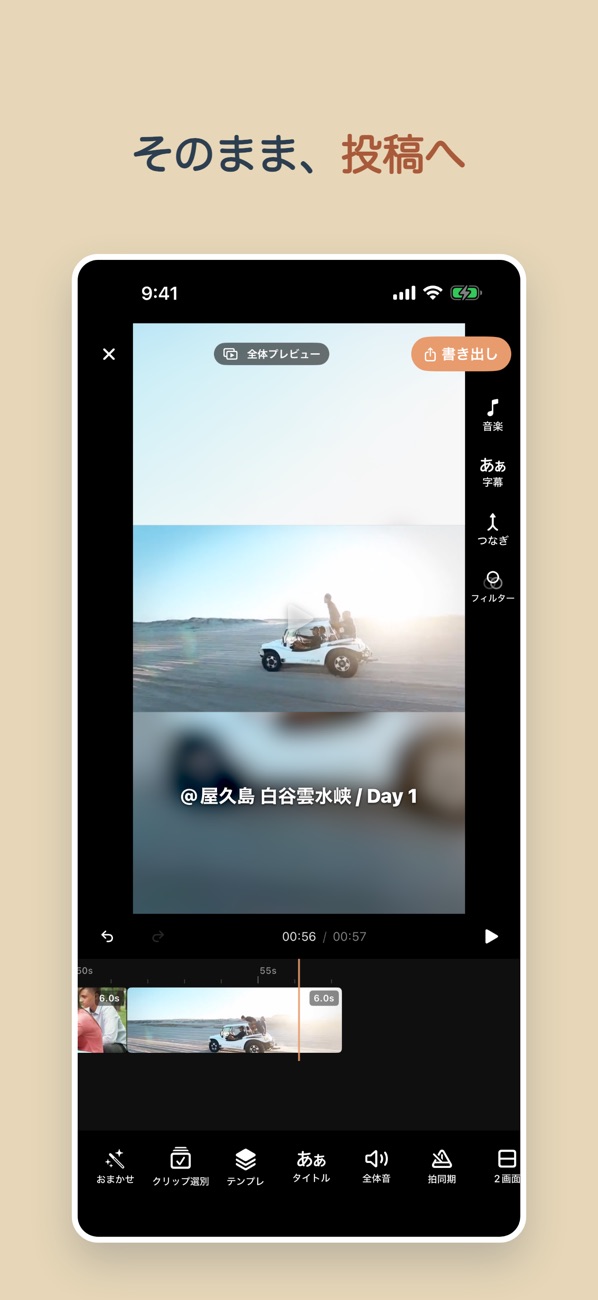 そのまま、投稿へ
9:41
全体プレビュー
書き出し
音楽
あぁ
字幕
つなぎ
フィルター
@屋久島 白谷雲水峡 / Day 1
00:56 / 00:57
50s
55s
6.0s
6.0s
おまかせ
クリップ選別
テンプレ
あぁ
タイトル
全体音
拍同期
2画面